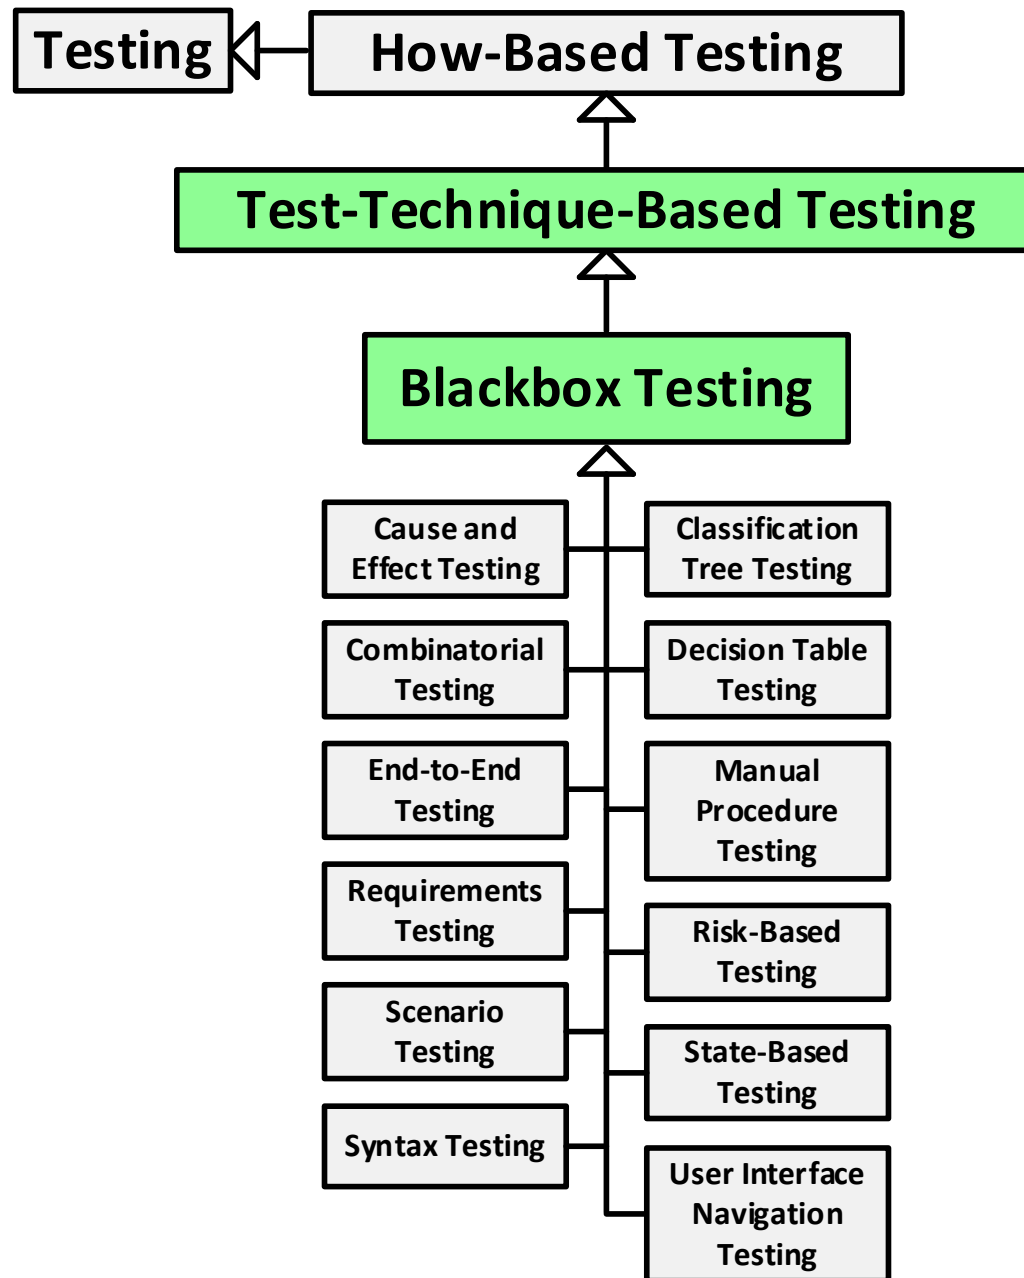 Testing
How-Based Testing
Test-Technique-Based Testing
Blackbox Testing
Cause and
Effect Testing
Classification
Tree Testing
Combinatorial
Testing
Decision Table
Testing
End-to-End
Testing
Manual
Procedure
Testing
Requirements
Testing
Risk-Based
Testing
Scenario
Testing
State-Based
Testing
Syntax Testing
User Interface
Navigation
Testing